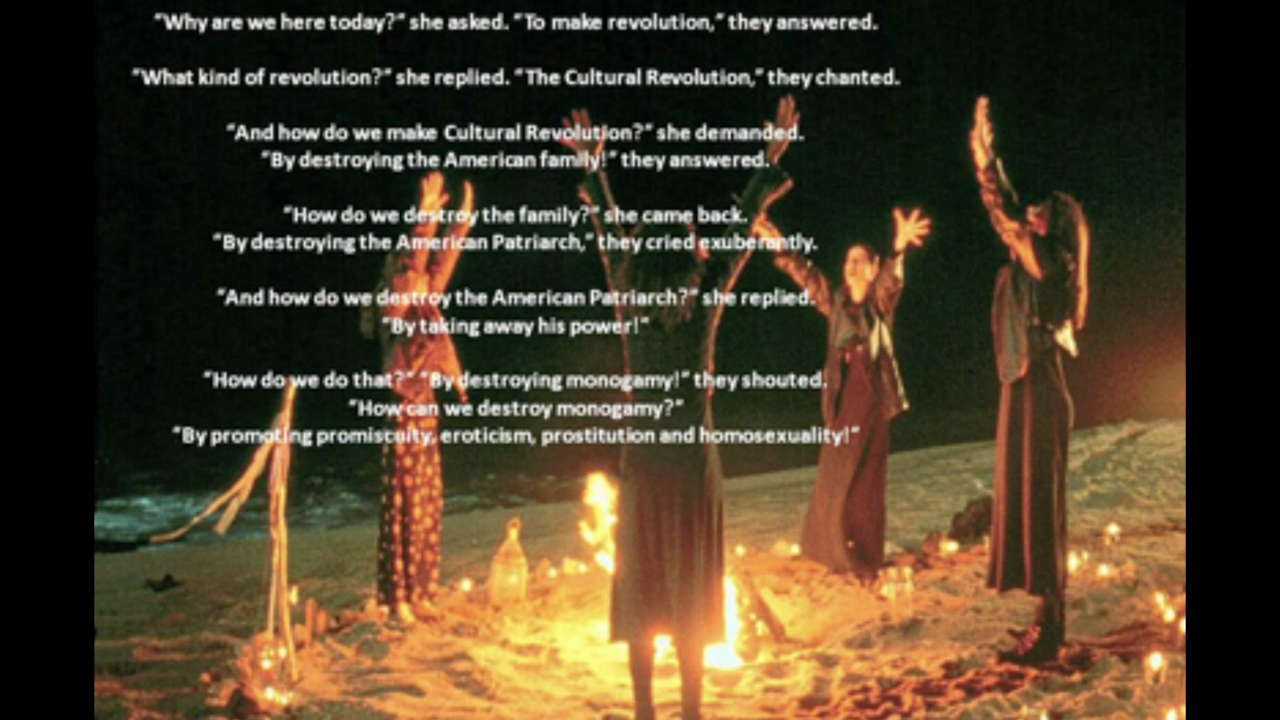 "Why are we here today?" she asked. "To make revolution," they answered.
"What kind of revolution?" she replied. "The Cultural Revolution," they chanted.
"And how do we make Cultural Revolution?" she demanded.
"By destroying the American family!" they answered.
"How do we destroy the family?" she came back.
"By destroying the American Patriarch," they cried exuberantly.
"And how do we destroy the American Patriarch?" she replied.
"By taking away his power!"
"How do we do that?" "By destroying monogamy!" they shouted.
"How can we destroy monogamy?"
"By promoting promiscuity, eroticism, prostitution and homosexuality!"